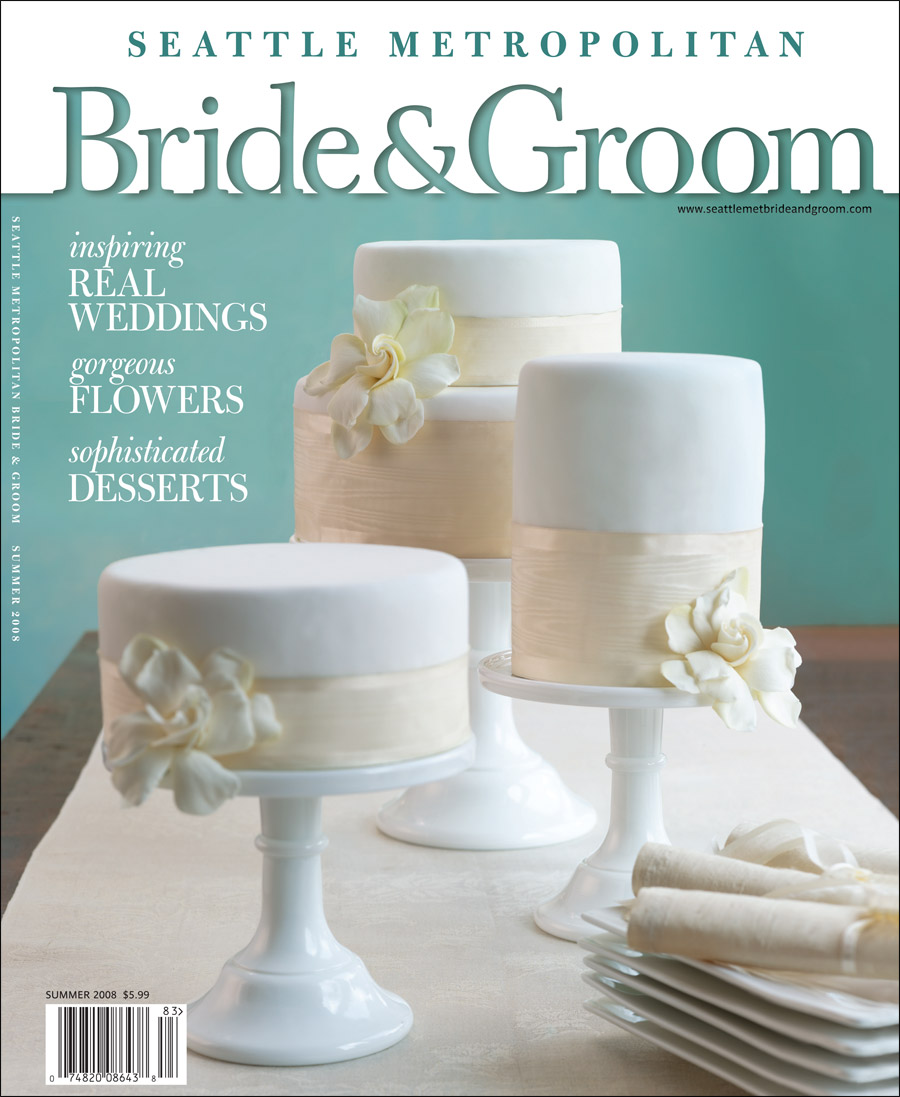 SEATTLE METROPOLITAN
Bride & Groom
www.seattlemetbrideandgroom.com
SEATTLE METROPOLITAN BRIDE & GROOM SUMMER 2008
inspiring
REAL
WEDDINGS
gorgeous
FLOWERS
sophisticated
DESSERTS
SUMMER 2008 $5.99
83>
0 74820 08643 8